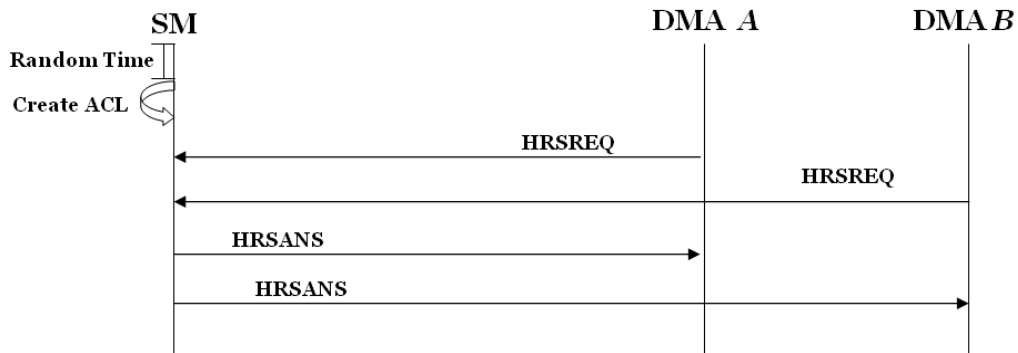 SM
DMA A
DMA B
Random Time
Create ACL
HRSREQ
HRSREQ
HRSANS
HRSANS